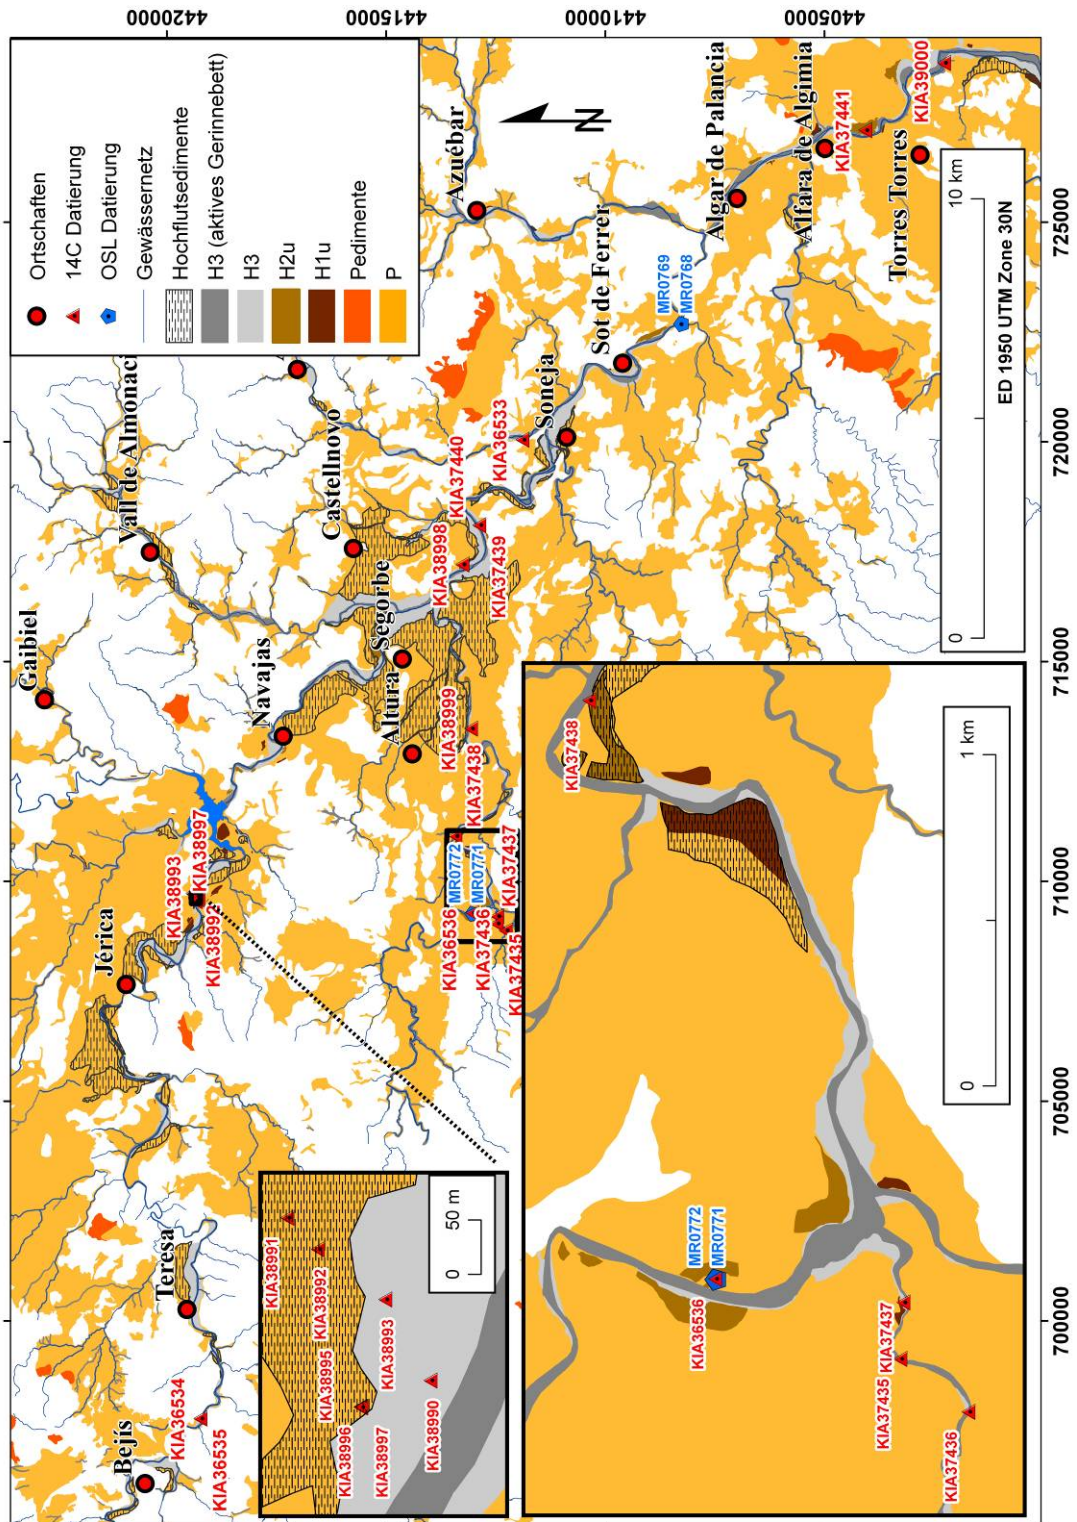 Ortschaften
14C Datierung
OSL Datierung
Gewässernetz
Hochflutsedimente
H3 (aktives Gerinnebett)
H3
H2u
H1u
Pedimente
P
4420000
4415000
4410000
4405000
700000
705000
710000
715000
720000
725000
Bejís
KIA36534
KIA36535
Teresa
Jérica
KIA38993
KIA38997
Gaibiel
Navajas
Vall de Almonaci
Castellnovo
Segorbe
Altura
Azuébar
Soneja
Sot de Ferrer
Algar de Palancia
Alfara de Algimia
Torres Torres
KIA38999
KIA37438
KIA36536
MR0772
MR0771
KIA37436
KIA37437
KIA37435
KIA38998
KIA37440
KIA37439
KIA36533
MR0769
MR0768
KIA37441
KIA39000
N
0
10 km
ED 1950 UTM Zone 30N
KIA38991
KIA38992
KIA38995
KIA38993
KIA38996
KIA38997
KIA38990
0
50 m
KIA37438
MR0772
MR0771
KIA36536
KIA37437
KIA37435
KIA37436
0
1 km